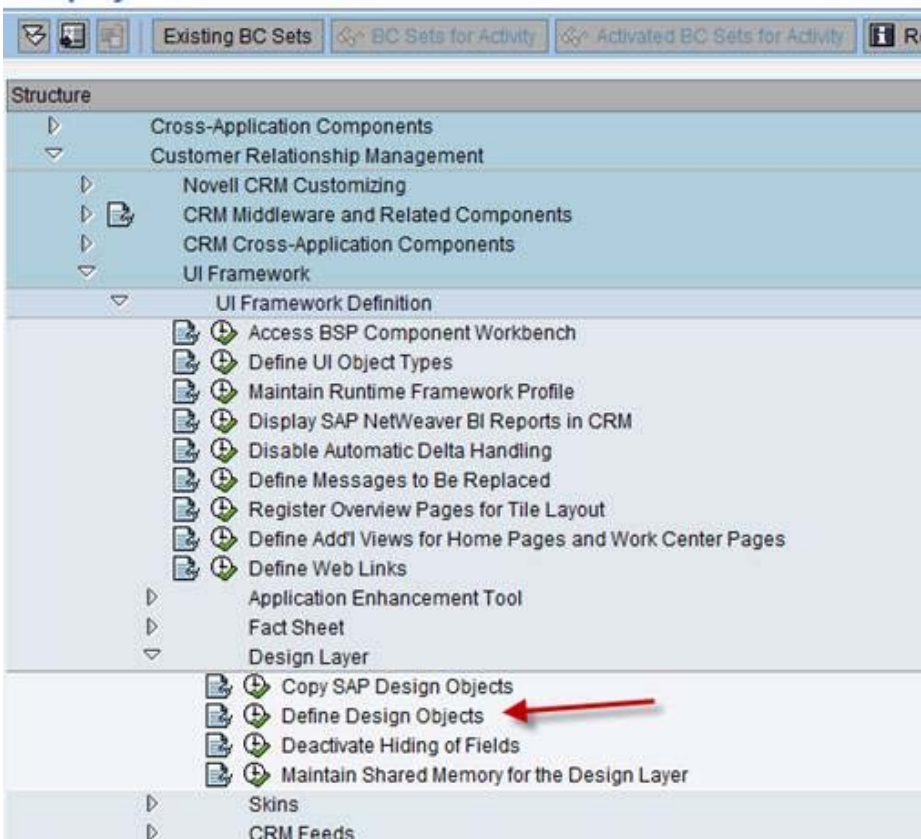 Existing BC Sets BC Sets for Activity Activated BC Sets for Activity
Structure
Cross-Application Components
Customer Relationship Management
Novell CRM Customizing
CRM Middleware and Related Components
CRM Cross-Application Components
UI Framework
UI Framework Definition
Access BSP Component Workbench
Define UI Object Types
Maintain Runtime Framework Profile
Display SAP NetWeaver BI Reports in CRM
Disable Automatic Delta Handling
Define Messages to Be Replaced
Register Overview Pages for Tile Layout
Define Add'l Views for Home Pages and Work Center Pages
Define Web Links
Application Enhancement Tool
Fact Sheet
Design Layer
Copy SAP Design Objects
Define Design Objects
Deactivate Hiding of Fields
Maintain Shared Memory for the Design Layer
Skins
CRM Feeds